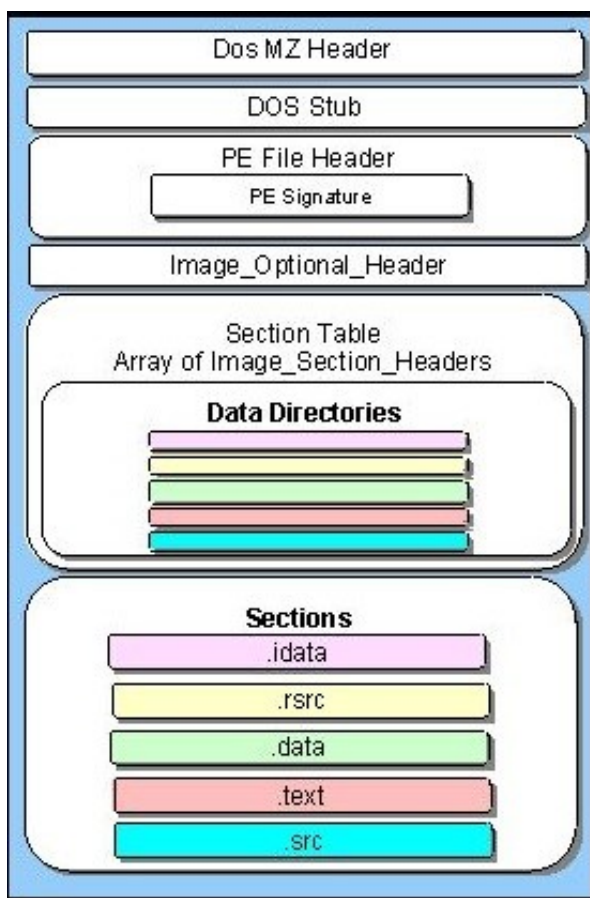 Dos MZ Header
DOS Stub
PE File Header
PE Signature
Image_Optional_Header
Section Table
Array of Image_Section_Headers
Data Directories
Sections
.idata
.rsrc
.data
.text
.src